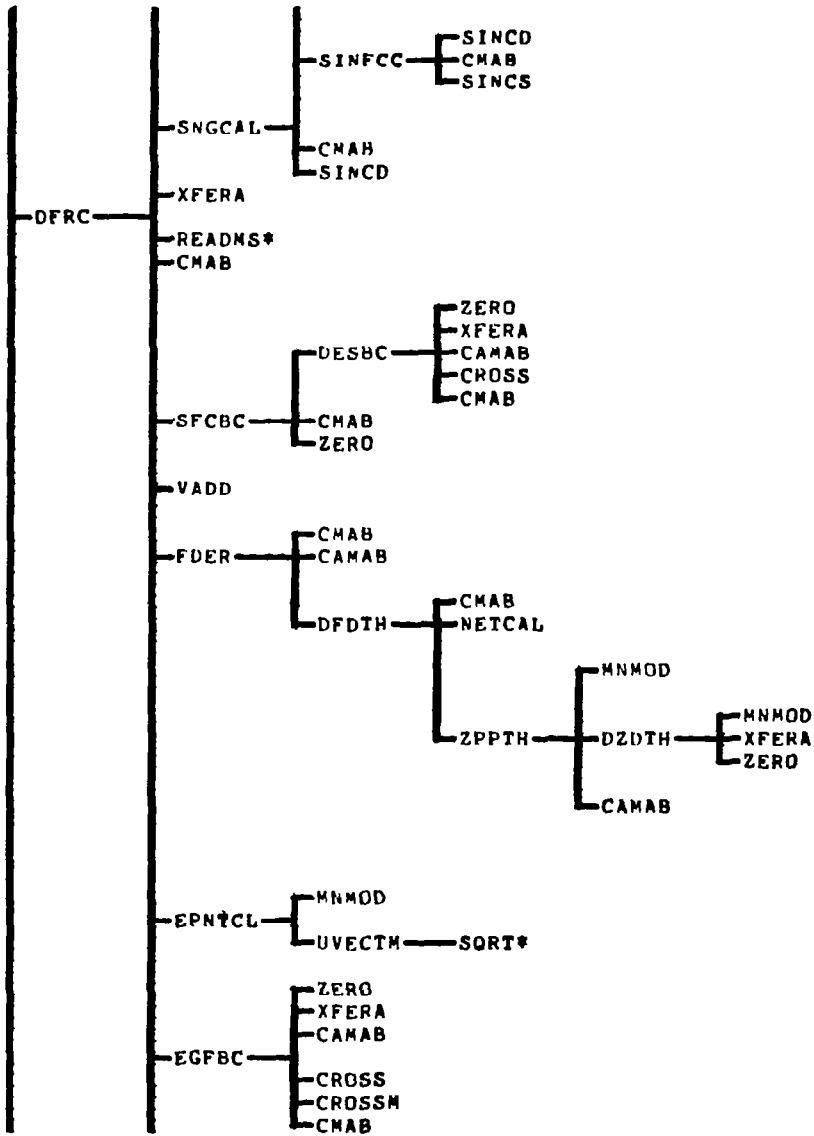 SINCD
SINFCC CMAB
SINCS
SNGCAL
CMAB
SINCD
XFERA
DFRC
READMS*
CMAB
ZERO
XFERA
DESBC CAMAB
CROSS
CMAB
SFCBC CMAB
ZERO
VADD
CMAB
FDER CAMAB
CMAB
DFDTH NETCAL
MNMOD
MNMOD
ZPPTH DZDTH XFERA
ZERO
CAMAB
MNMOD
EPNTCL
UVECTM SQRT*
ZERO
XFERA
CAMAB
EGFBC
CROSS
CROSSM
CMAB